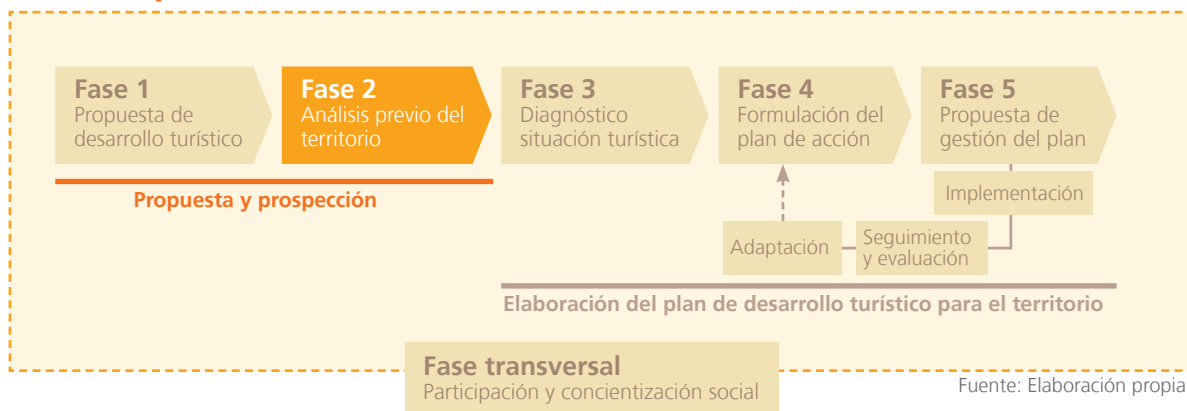 Fase 1
Propuesta de
desarrollo turístico
Fase 2
Análisis previo del
territorio
Fase 3
Diagnóstico
situación turística
Fase 4
Formulación del
plan de acción
Fase 5
Propuesta de
gestión del plan
Propuesta y prospección
Implementación
Adaptación
Seguimiento
y evaluación
Elaboración del plan de desarrollo turístico para el territorio
Fase transversal
Participación y concientización social
Fuente: Elaboración propia